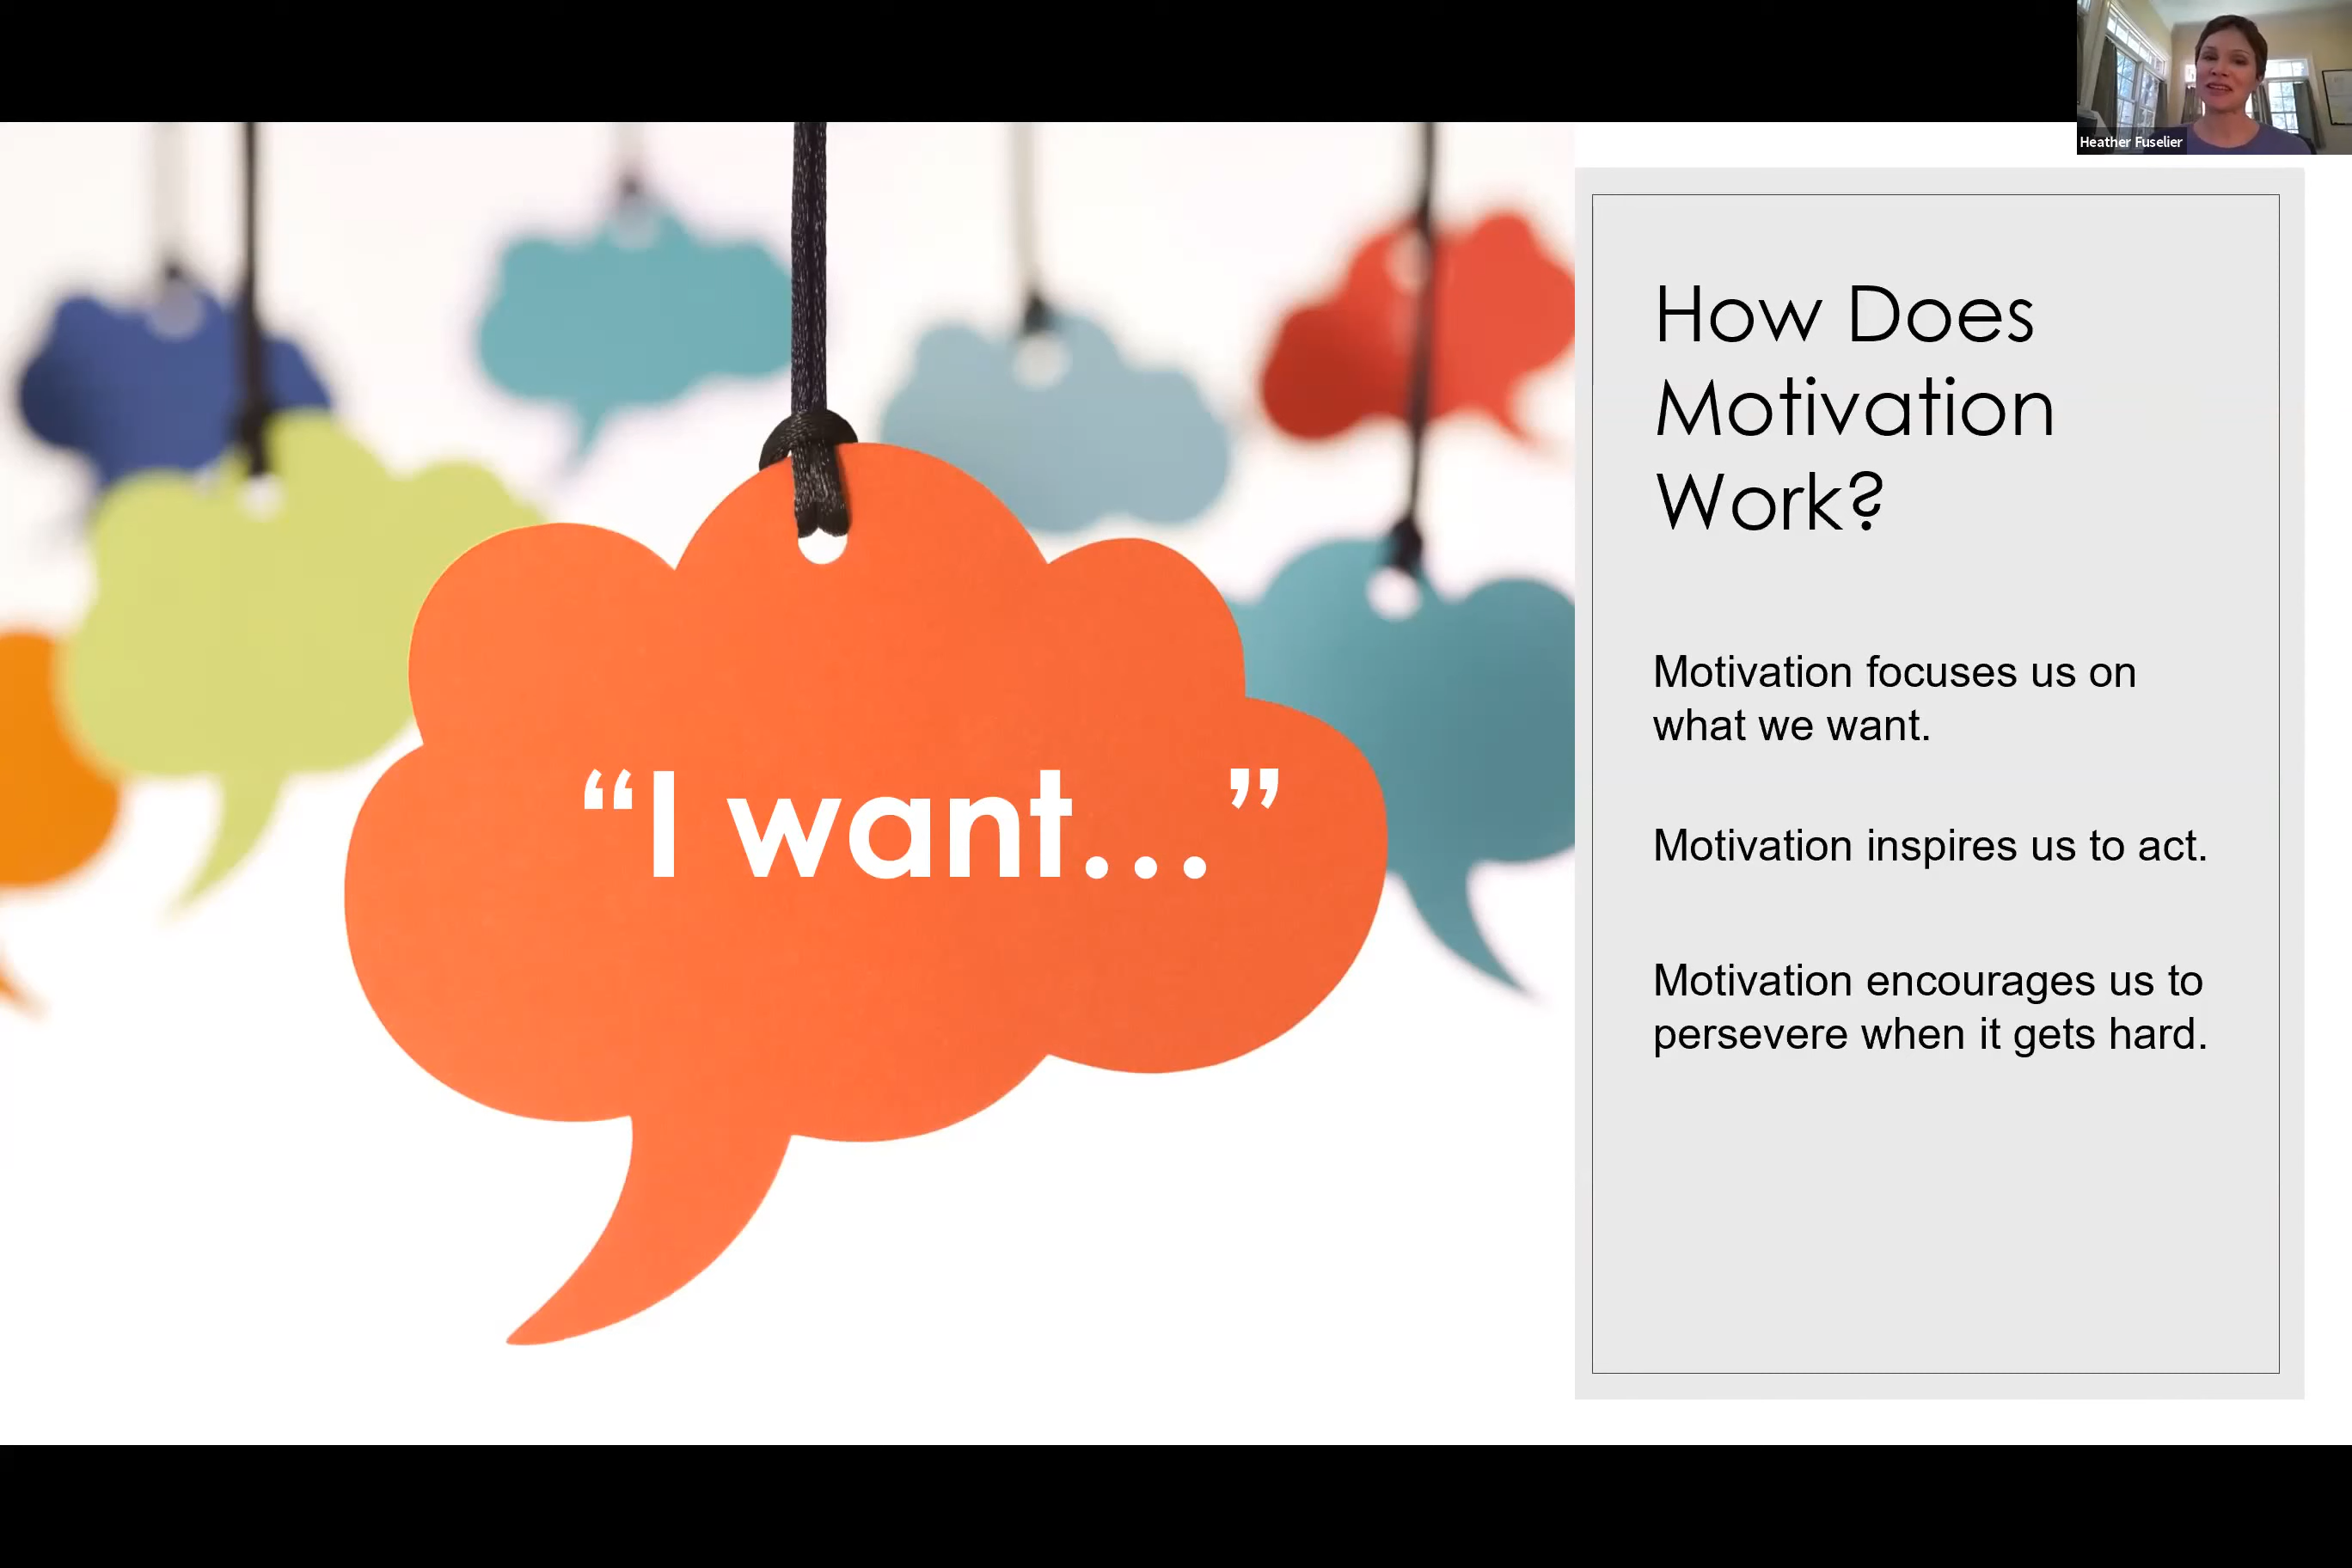 Heather Fuselier
“I want...”
How Does
Motivation
Work?
Motivation focuses us on
what we want.
Motivation inspires us to act.
Motivation encourages us to
persevere when it gets hard.